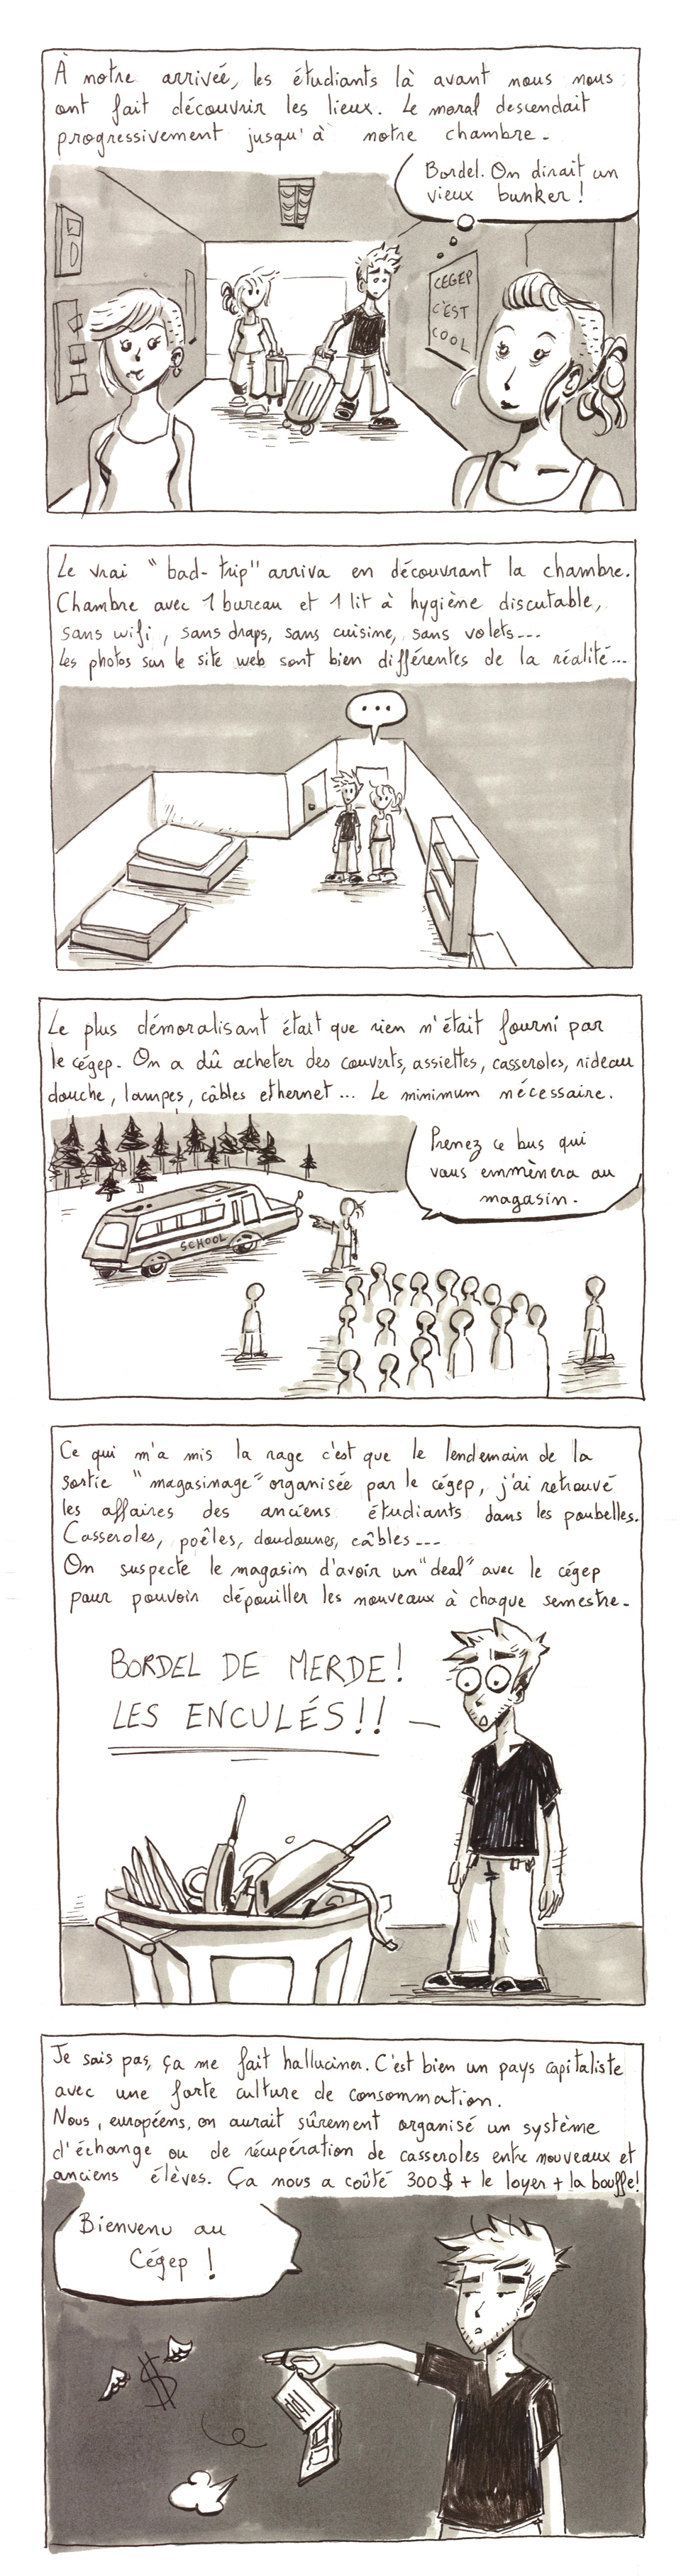 À notre arrivée, les étudiants là avant nous nous
ont fait découvrir les lieux. Le moral descendait
progressivement jusqu'à notre chambre.
Bordel. On dirait un
vieux bunker !
CEGEP
C'EST
COOL
Le vrai "bad-trip" arriva en découvrant la chambre.
Chambre avec 1 bureau et 1 lit à hygiène discutable,
sans wifi, sans draps, sans cuisine, sans volets...
Les photos sur le site web sont bien différentes de la réalité...
...
Le plus démoralisant était que rien n'était fourni par
le cégep. On a dû acheter des couverts, assiettes, casseroles, rideau
douche, lampes, câbles ethernet... Le minimum nécessaire.
Prenez ce bus qui
vous emmènera au
magasin.
SCHOOL
Ce qui m'a mis la rage c'est que le lendemain de la
sortie "magasinage" organisée par le cégep, j'ai retrouvé
les affaires des anciens étudiants dans les poubelles.
Casseroles, poêles, doudounes, câbles...
On suspecte le magasin d'avoir un "deal" avec le cégep
pour pouvoir dépouiller les nouveaux à chaque semestre.
BORDEL DE MERDE !
LES ENCULÉS !!
Je sais pas, ça me fait halluciner. C'est bien un pays capitaliste
avec une forte culture de consommation.
Nous, européens, on aurait sûrement organisé un système
d'échange ou de récupération de casseroles entre nouveaux et
anciens élèves. Ça nous a coûté 300$ + le loyer + la bouffe!
Bienvenu au
Cégep !
$